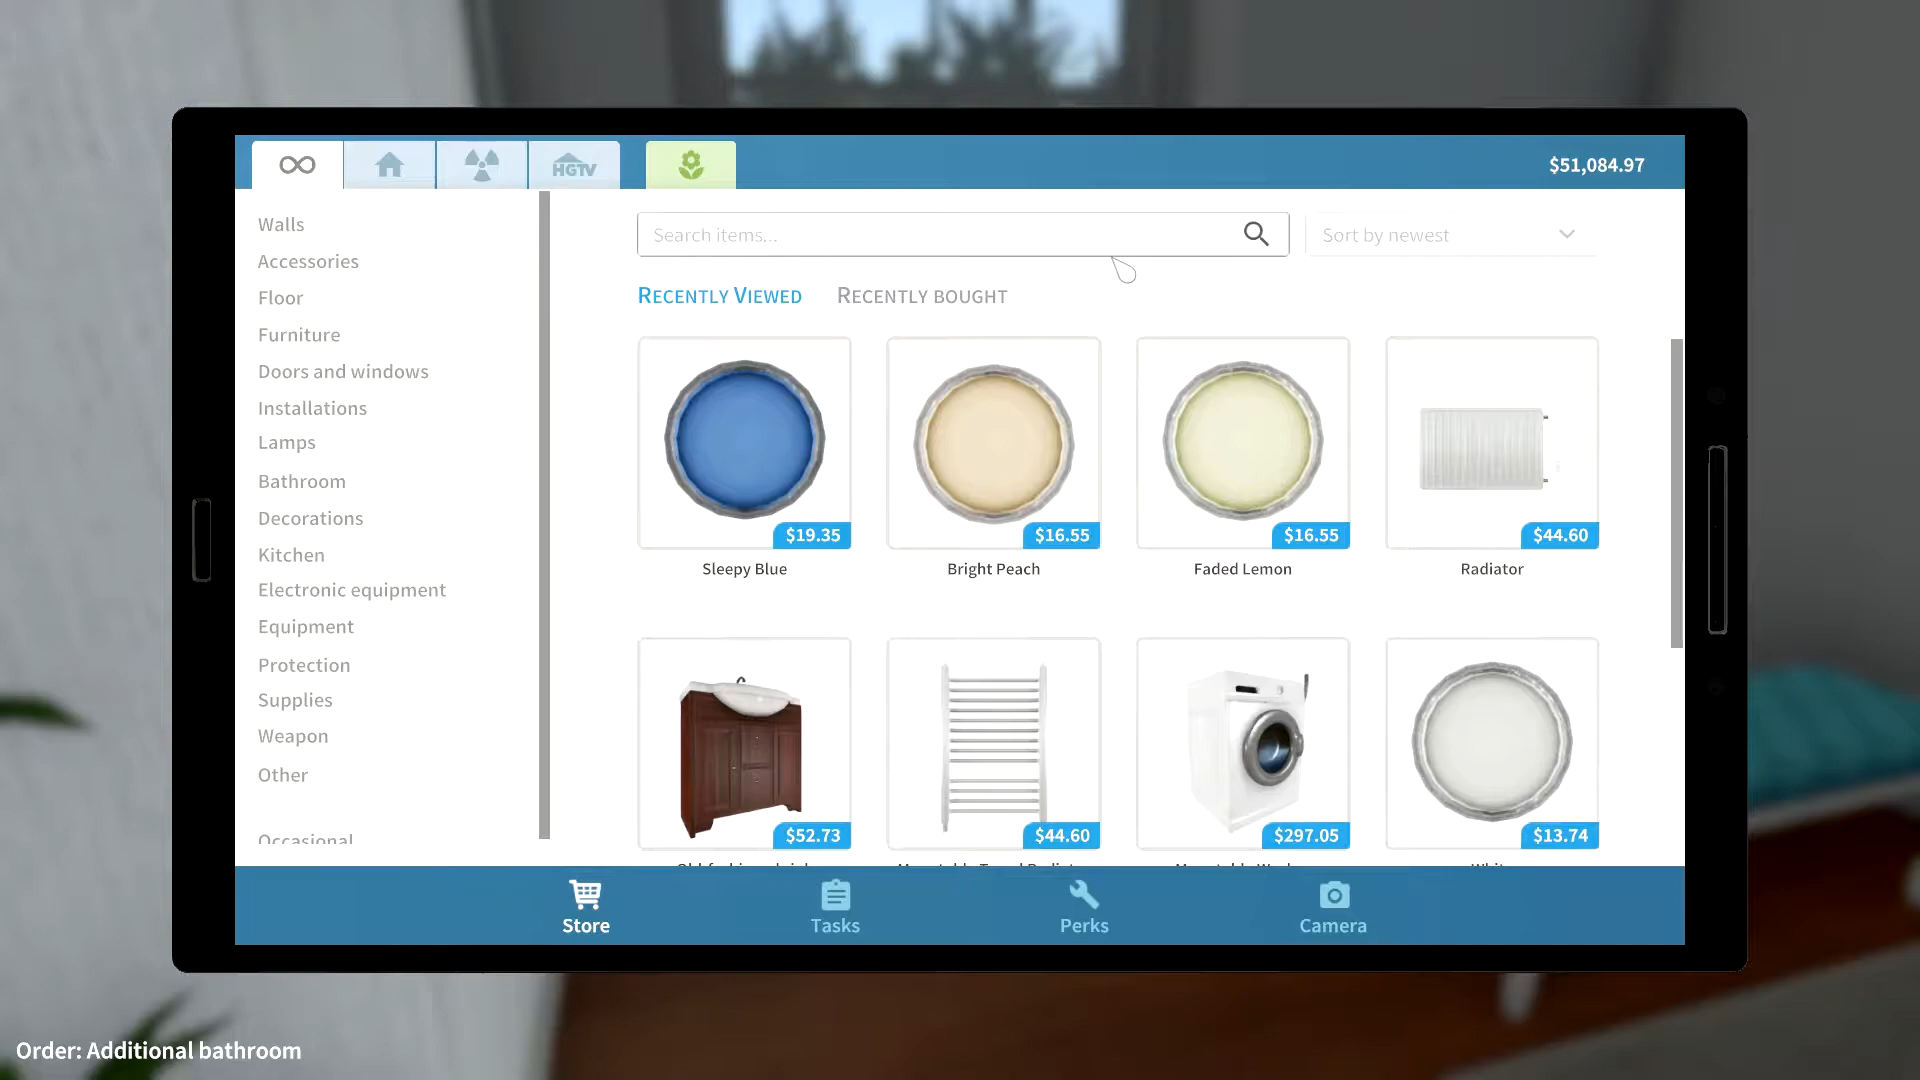 HGTV
$51,084.97
Walls
Accessories
Floor
Furniture
Doors and windows
Installations
Lamps
Bathroom
Decorations
Kitchen
Electronic equipment
Equipment
Protection
Supplies
Weapon
Other
Occasional
Search items...
Sort by newest
RECENTLY VIEWED
RECENTLY BOUGHT
$19.35
$16.55
$16.55
$44.60
Sleepy Blue
Bright Peach
Faded Lemon
Radiator
$52.73
$44.60
$297.05
$13.74
Store
Tasks
Perks
Camera
Order: Additional bathroom